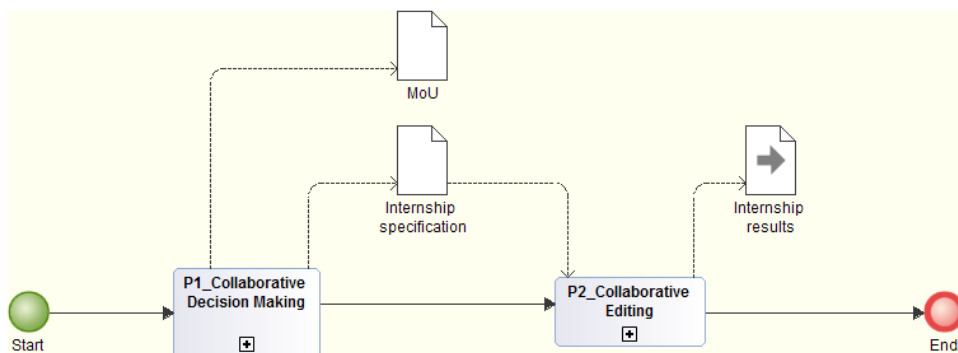 MoU
Internship
specification
Internship
results
P1_Collaborative
Decision Making
P2_Collaborative
Editing
Start
End